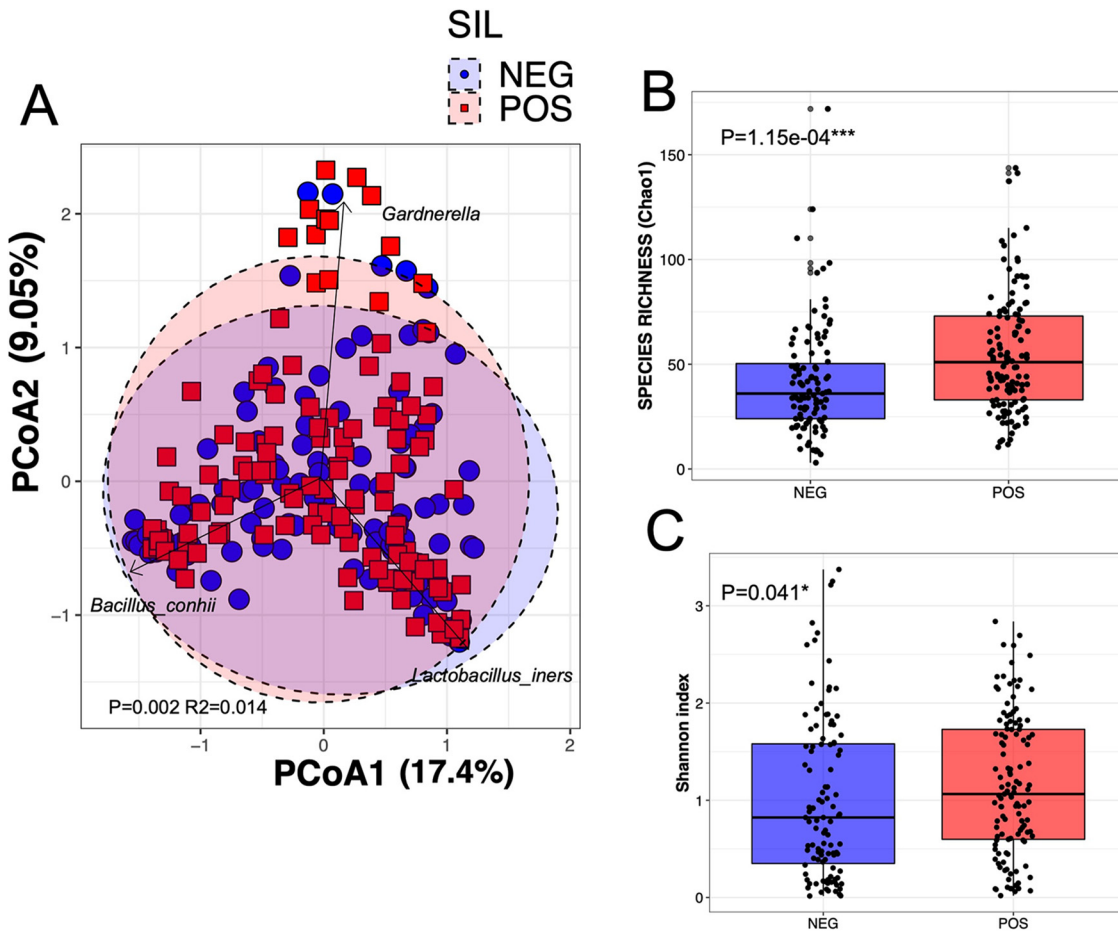 SIL
NEG
POS
A
Gardnerella
Bacillus_conhii
Lactobacillus_iners
P=0.002 R2=0.014
PCoA2 (9.05%)
2
1
0
−1
−1
0
1
2
PCoA1 (17.4%)
B
P=1.15e-04***
SPECIES RICHNESS (Chao1)
150
100
50
0
NEG
POS
C
P=0.041*
Shannon index
3
2
1
0
NEG
POS